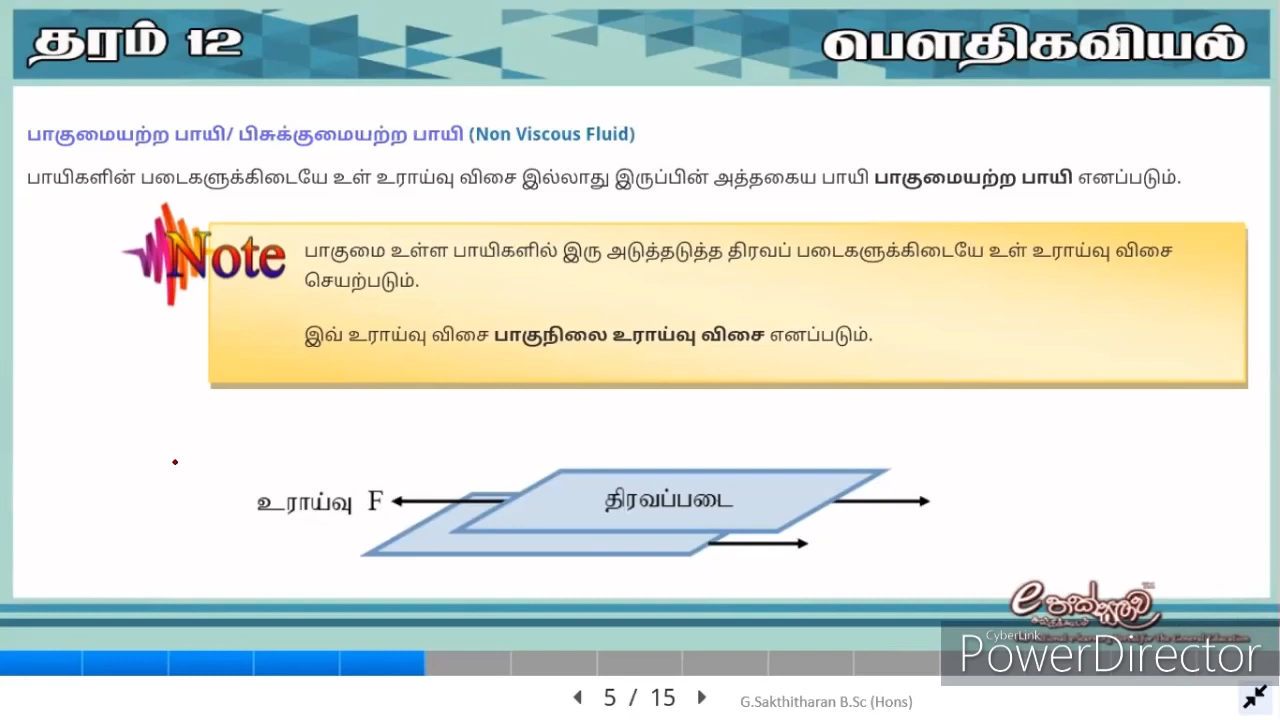 தரம் 12
பௌதிகவியல்
பாகுமையற்ற பாயி/ பிசுக்குமையற்ற பாயி (Non Viscous Fluid)
பாயிகளின் படைகளுக்கிடையே உள் உராய்வு விசை இல்லாது இருப்பின் அத்தகைய பாயி பாகுமையற்ற பாயி எனப்படும்.
Note
பாகுமை உள்ள பாயிகளில் இரு அடுத்தடுத்த திரவப் படைகளுக்கிடையே உள் உராய்வு விசை
செயற்படும்.
இவ் உராய்வு விசை பாகுநிலை உராய்வு விசை எனப்படும்.
உராய்வு F
திரவப்படை
CyberLink
PowerDirector
5 / 15
G.Sakthitharan B.Sc (Hons)